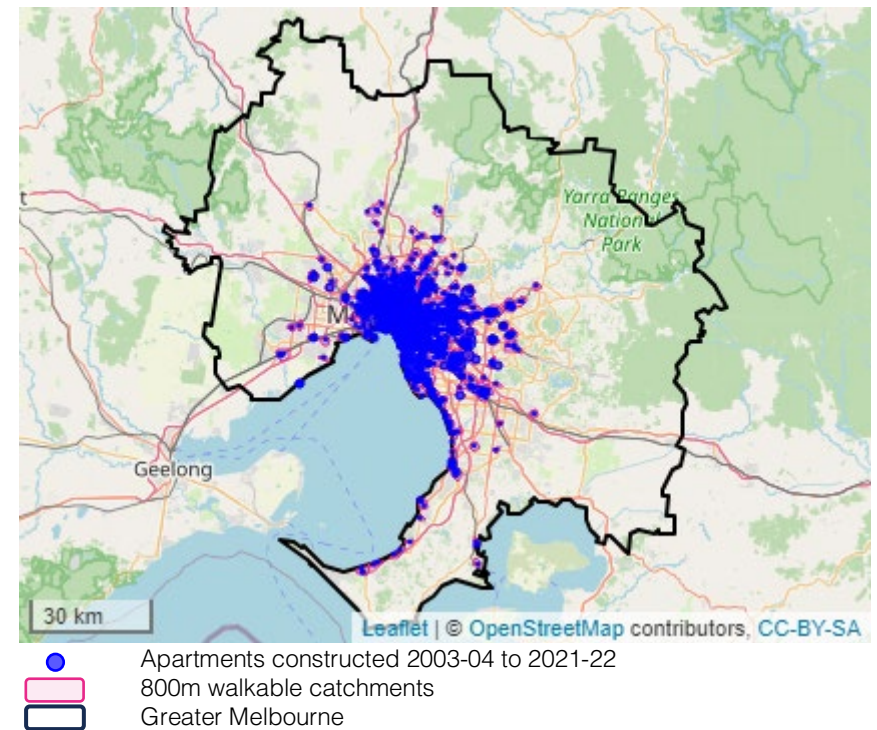 Yarra Ranges
National
Park
M
t
Geelong
30 km
Leaflet | © OpenStreetMap contributors, CC-BY-SA
Apartments constructed 2003-04 to 2021-22
800m walkable catchments
Greater Melbourne